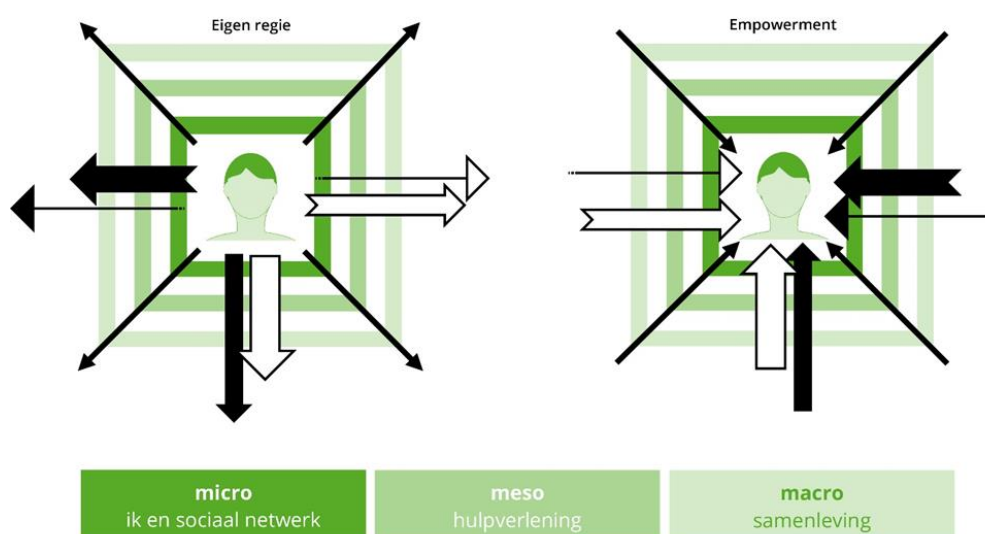 Eigen regie
Empowerment
micro
ik en sociaal netwerk
meso
hulpverlening
macro
samenleving